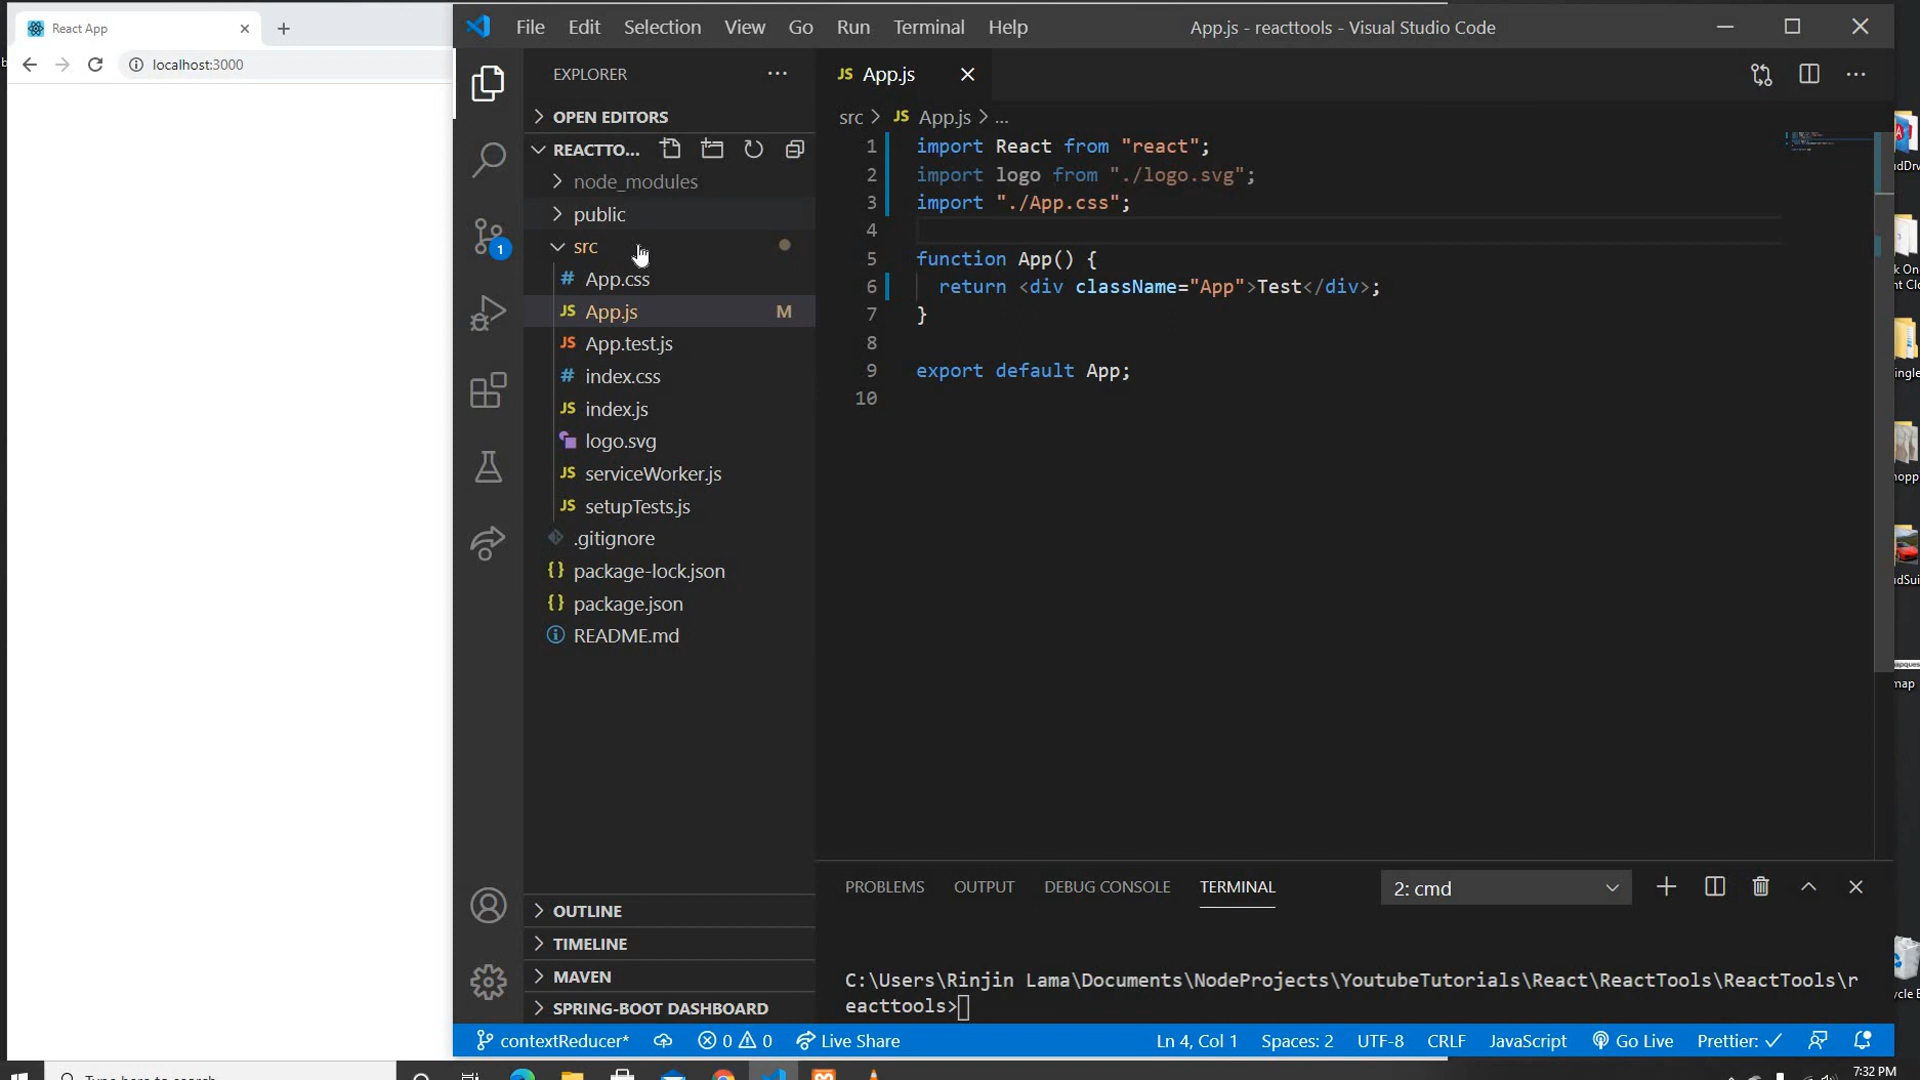 React App
localhost:3000
File Edit Selection View Go Run Terminal Help
App.js - reacttools - Visual Studio Code
EXPLORER
OPEN EDITORS
REACTTO...
node_modules
public
src
App.css
App.js M
App.test.js
index.css
index.js
logo.svg
serviceWorker.js
setupTests.js
.gitignore
package-lock.json
package.json
README.md
OUTLINE
TIMELINE
MAVEN
SPRING-BOOT DASHBOARD
JS App.js
src > JS App.js > ...
1 import React from "react";
2 import logo from "./logo.svg";
3 import "./App.css";
4
5 function App() {
6 return <div className="App">Test</div>;
7 }
8
9 export default App;
10
PROBLEMS OUTPUT DEBUG CONSOLE TERMINAL 2: cmd
C:\Users\Rinjin Lama\Documents\NodeProjects\YoutubeTutorials\React\ReactTools\ReactTools\r
eacttools>
contextReducer* 0 0 Live Share Ln 4, Col 1 Spaces: 2 UTF-8 CRLF JavaScript Go Live Prettier: ✓
7:32 PM